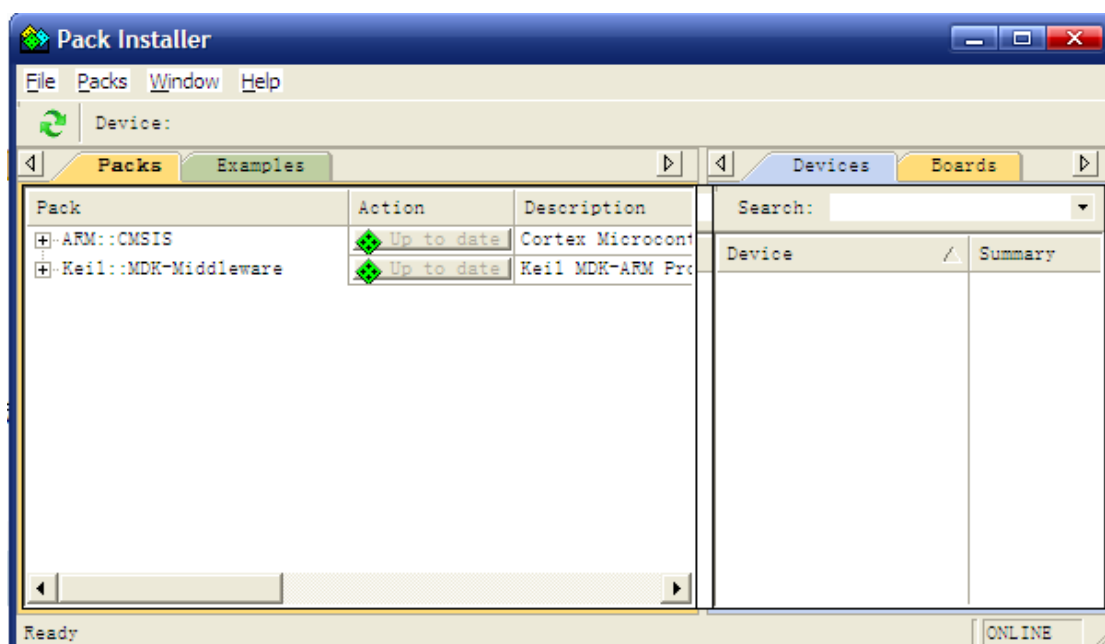 Pack Installer
File Packs Window Help
Device:
Packs Examples
Devices Boards
Pack Action Description
Search:
ARM::CMSIS Up to date Cortex Microcont
Device Summary
Keil::MDK-Middleware Up to date Keil MDK-ARM Pro
Ready
ONLINE